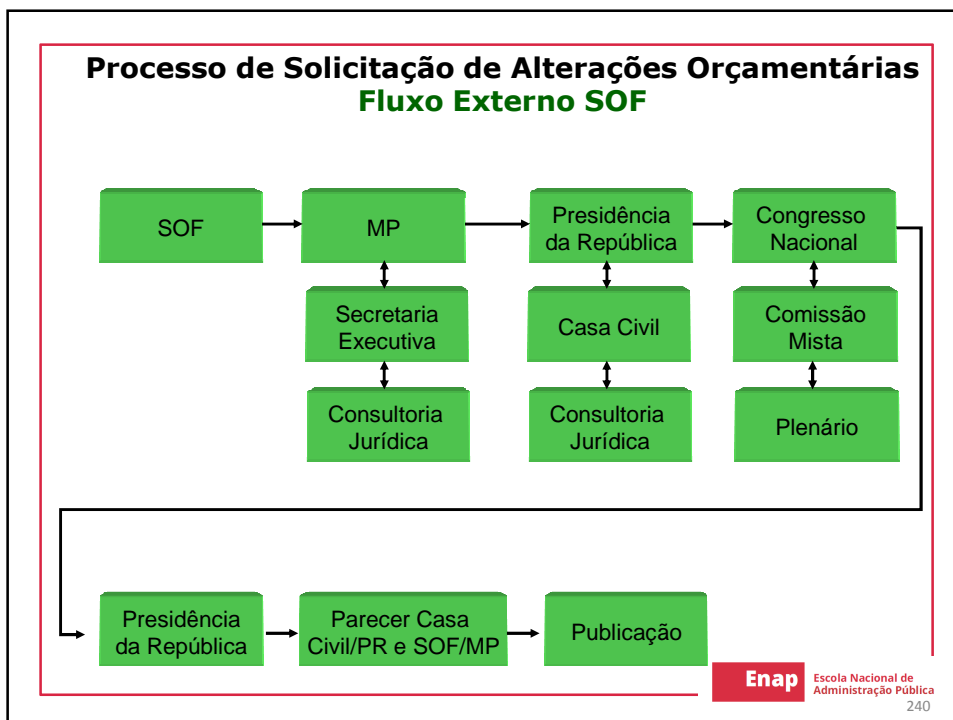 Processo de Solicitação de Alterações Orçamentárias
Fluxo Externo SOF
SOF
MP
Presidência
da República
Congresso
Nacional
Secretaria
Executiva
Casa Civil
Comissão
Mista
Consultoria
Jurídica
Consultoria
Jurídica
Plenário
Presidência
da República
Parecer Casa
Civil/PR e SOF/MP
Publicação
Enap
Escola Nacional de
Administração Pública
240